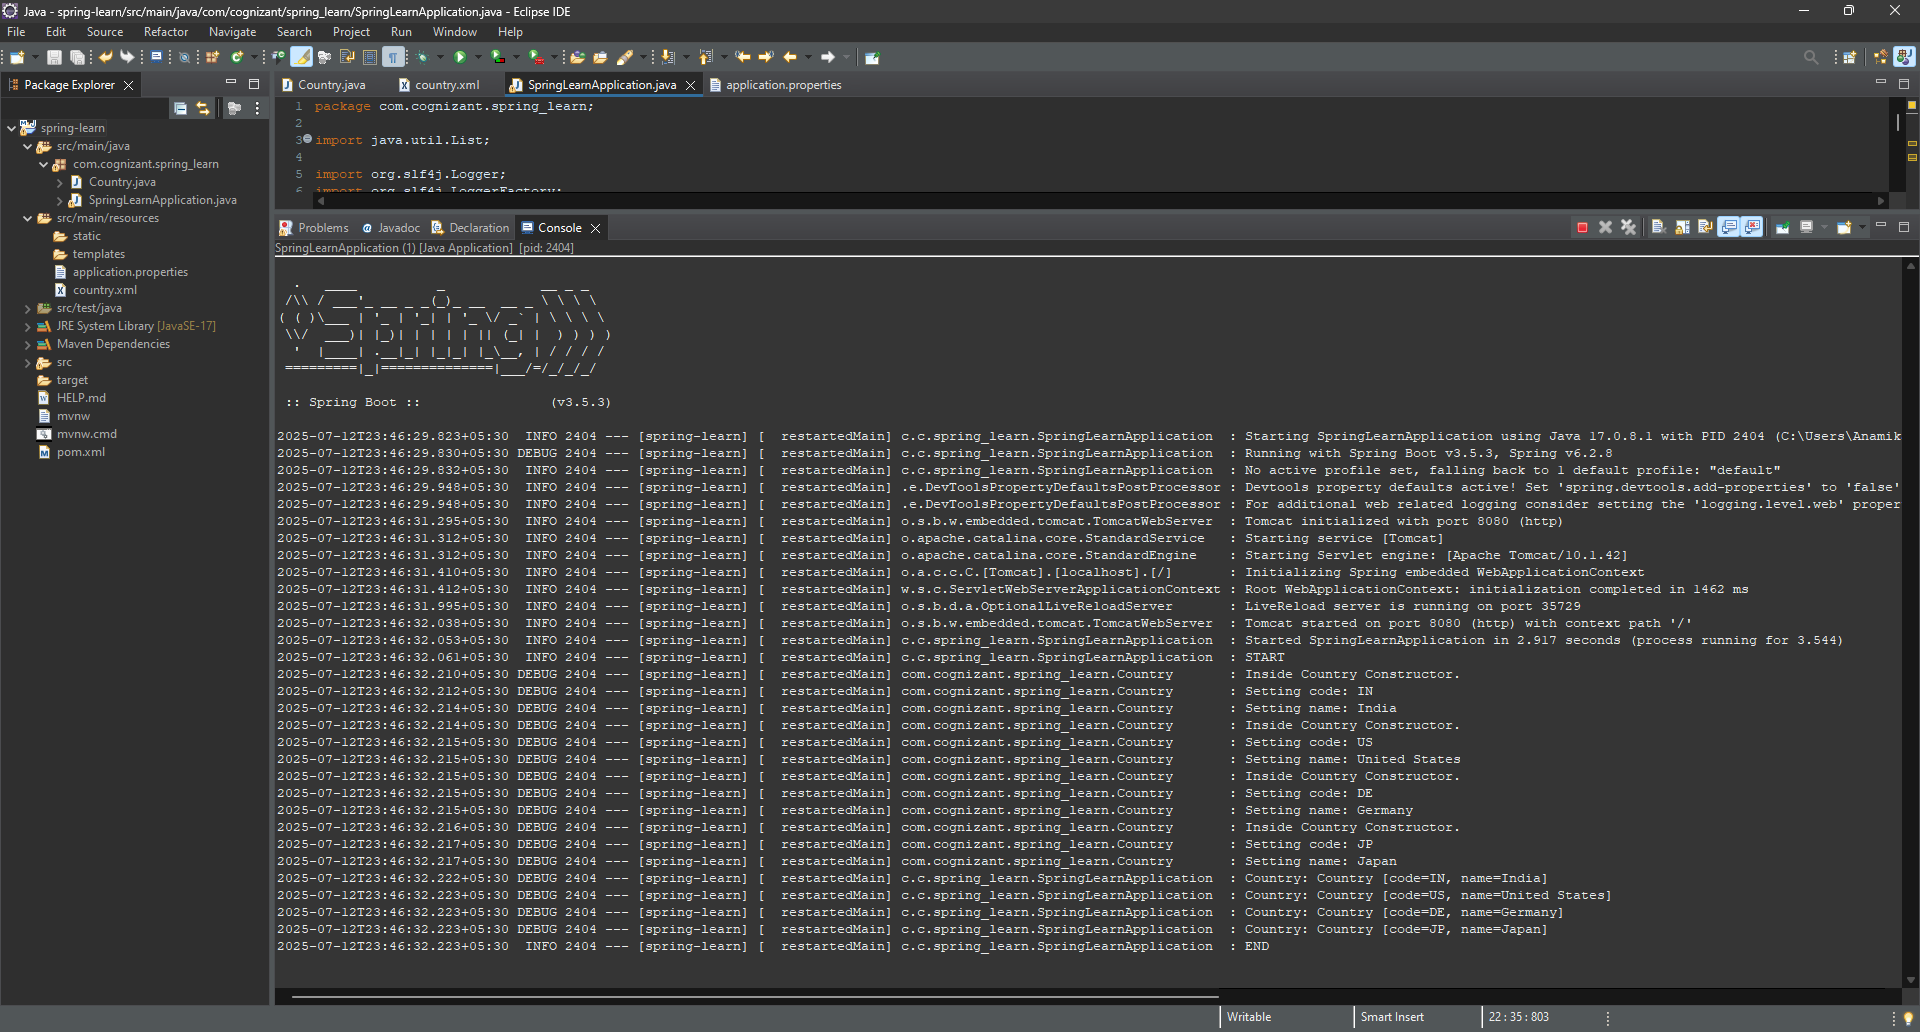 Java - spring-learn/src/main/java/com/cognizant/spring_learn/SpringLearnApplication.java - Eclipse IDE
File Edit Source Refactor Navigate Search Project Run Window Help
Package Explorer
spring-learn
src/main/java
com.cognizant.spring_learn
Country.java
SpringLearnApplication.java
src/main/resources
static
templates
application.properties
country.xml
src/test/java
JRE System Library [JavaSE-17]
Maven Dependencies
src
target
HELP.md
mvnw
mvnw.cmd
pom.xml
Country.java country.xml SpringLearnApplication.java application.properties
1 package com.cognizant.spring_learn;
2
3 import java.util.List;
4
5 import org.slf4j.Logger;
6 import org.slf4j.LoggerFactory;
Problems Javadoc Declaration Console
SpringLearnApplication (1) [Java Application] [pid: 2404]
  .   ____          _            __ _ _
 /\\ / ___'_ __ _ _(_)_ __  __ _ \ \ \ \
( ( )\___ | '_ | '_| | '_ \/ _` | \ \ \ \
 \\/  ___)| |_)| | | | | || (_| |  ) ) ) )
  '  |____| .__|_| |_|_| |_\__, | / / / /
 =========|_|==============|___/=/_/_/_/
:: Spring Boot :: (v3.5.3)
2025-07-12T23:46:29.823+05:30  INFO 2404 --- [spring-learn] [  restartedMain] c.c.spring_learn.SpringLearnApplication  : Starting SpringLearnApplication using Java 17.0.8.1 with PID 2404 (C:\Users\Anamik
2025-07-12T23:46:29.830+05:30 DEBUG 2404 --- [spring-learn] [  restartedMain] c.c.spring_learn.SpringLearnApplication  : Running with Spring Boot v3.5.3, Spring v6.2.8
2025-07-12T23:46:29.832+05:30  INFO 2404 --- [spring-learn] [  restartedMain] c.c.spring_learn.SpringLearnApplication  : No active profile set, falling back to 1 default profile: "default"
2025-07-12T23:46:29.948+05:30  INFO 2404 --- [spring-learn] [  restartedMain] .e.DevToolsPropertyDefaultsPostProcessor : Devtools property defaults active! Set 'spring.devtools.add-properties' to 'false'
2025-07-12T23:46:29.948+05:30  INFO 2404 --- [spring-learn] [  restartedMain] .e.DevToolsPropertyDefaultsPostProcessor : For additional web related logging consider setting the 'logging.level.web' proper
2025-07-12T23:46:31.295+05:30  INFO 2404 --- [spring-learn] [  restartedMain] o.s.b.w.embedded.tomcat.TomcatWebServer  : Tomcat initialized with port 8080 (http)
2025-07-12T23:46:31.312+05:30  INFO 2404 --- [spring-learn] [  restartedMain] o.apache.catalina.core.StandardService   : Starting service [Tomcat]
2025-07-12T23:46:31.312+05:30  INFO 2404 --- [spring-learn] [  restartedMain] o.apache.catalina.core.StandardEngine    : Starting Servlet engine: [Apache Tomcat/10.1.42]
2025-07-12T23:46:31.410+05:30  INFO 2404 --- [spring-learn] [  restartedMain] o.a.c.c.C.[Tomcat].[localhost].[/]       : Initializing Spring embedded WebApplicationContext
2025-07-12T23:46:31.412+05:30  INFO 2404 --- [spring-learn] [  restartedMain] w.s.c.ServletWebServerApplicationContext : Root WebApplicationContext: initialization completed in 1462 ms
2025-07-12T23:46:31.995+05:30  INFO 2404 --- [spring-learn] [  restartedMain] o.s.b.d.a.OptionalLiveReloadServer       : LiveReload server is running on port 35729
2025-07-12T23:46:32.038+05:30  INFO 2404 --- [spring-learn] [  restartedMain] o.s.b.w.embedded.tomcat.TomcatWebServer  : Tomcat started on port 8080 (http) with context path '/'
2025-07-12T23:46:32.053+05:30  INFO 2404 --- [spring-learn] [  restartedMain] c.c.spring_learn.SpringLearnApplication  : Started SpringLearnApplication in 2.917 seconds (process running for 3.544)
2025-07-12T23:46:32.061+05:30  INFO 2404 --- [spring-learn] [  restartedMain] c.c.spring_learn.SpringLearnApplication  : START
2025-07-12T23:46:32.210+05:30 DEBUG 2404 --- [spring-learn] [  restartedMain] com.cognizant.spring_learn.Country       : Inside Country Constructor.
2025-07-12T23:46:32.212+05:30 DEBUG 2404 --- [spring-learn] [  restartedMain] com.cognizant.spring_learn.Country       : Setting code: IN
2025-07-12T23:46:32.214+05:30 DEBUG 2404 --- [spring-learn] [  restartedMain] com.cognizant.spring_learn.Country       : Setting name: India
2025-07-12T23:46:32.214+05:30 DEBUG 2404 --- [spring-learn] [  restartedMain] com.cognizant.spring_learn.Country       : Inside Country Constructor.
2025-07-12T23:46:32.215+05:30 DEBUG 2404 --- [spring-learn] [  restartedMain] com.cognizant.spring_learn.Country       : Setting code: US
2025-07-12T23:46:32.215+05:30 DEBUG 2404 --- [spring-learn] [  restartedMain] com.cognizant.spring_learn.Country       : Setting name: United States
2025-07-12T23:46:32.215+05:30 DEBUG 2404 --- [spring-learn] [  restartedMain] com.cognizant.spring_learn.Country       : Inside Country Constructor.
2025-07-12T23:46:32.215+05:30 DEBUG 2404 --- [spring-learn] [  restartedMain] com.cognizant.spring_learn.Country       : Setting code: DE
2025-07-12T23:46:32.215+05:30 DEBUG 2404 --- [spring-learn] [  restartedMain] com.cognizant.spring_learn.Country       : Setting name: Germany
2025-07-12T23:46:32.216+05:30 DEBUG 2404 --- [spring-learn] [  restartedMain] com.cognizant.spring_learn.Country       : Inside Country Constructor.
2025-07-12T23:46:32.217+05:30 DEBUG 2404 --- [spring-learn] [  restartedMain] com.cognizant.spring_learn.Country       : Setting code: JP
2025-07-12T23:46:32.217+05:30 DEBUG 2404 --- [spring-learn] [  restartedMain] com.cognizant.spring_learn.Country       : Setting name: Japan
2025-07-12T23:46:32.222+05:30 DEBUG 2404 --- [spring-learn] [  restartedMain] c.c.spring_learn.SpringLearnApplication  : Country: Country [code=IN, name=India]
2025-07-12T23:46:32.223+05:30 DEBUG 2404 --- [spring-learn] [  restartedMain] c.c.spring_learn.SpringLearnApplication  : Country: Country [code=US, name=United States]
2025-07-12T23:46:32.223+05:30 DEBUG 2404 --- [spring-learn] [  restartedMain] c.c.spring_learn.SpringLearnApplication  : Country: Country [code=DE, name=Germany]
2025-07-12T23:46:32.223+05:30 DEBUG 2404 --- [spring-learn] [  restartedMain] c.c.spring_learn.SpringLearnApplication  : Country: Country [code=JP, name=Japan]
2025-07-12T23:46:32.223+05:30  INFO 2404 --- [spring-learn] [  restartedMain] c.c.spring_learn.SpringLearnApplication  : END
Writable Smart Insert 22 : 35 : 803